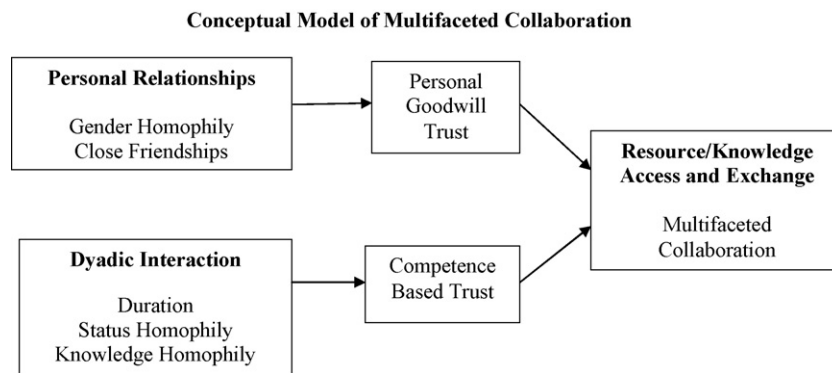 Conceptual Model of Multifaceted Collaboration
Personal Relationships
Gender Homophily
Close Friendships
Personal
Goodwill
Trust
Resource/Knowledge
Access and Exchange
Multifaceted
Collaboration
Dyadic Interaction
Duration
Status Homophily
Knowledge Homophily
Competence
Based Trust